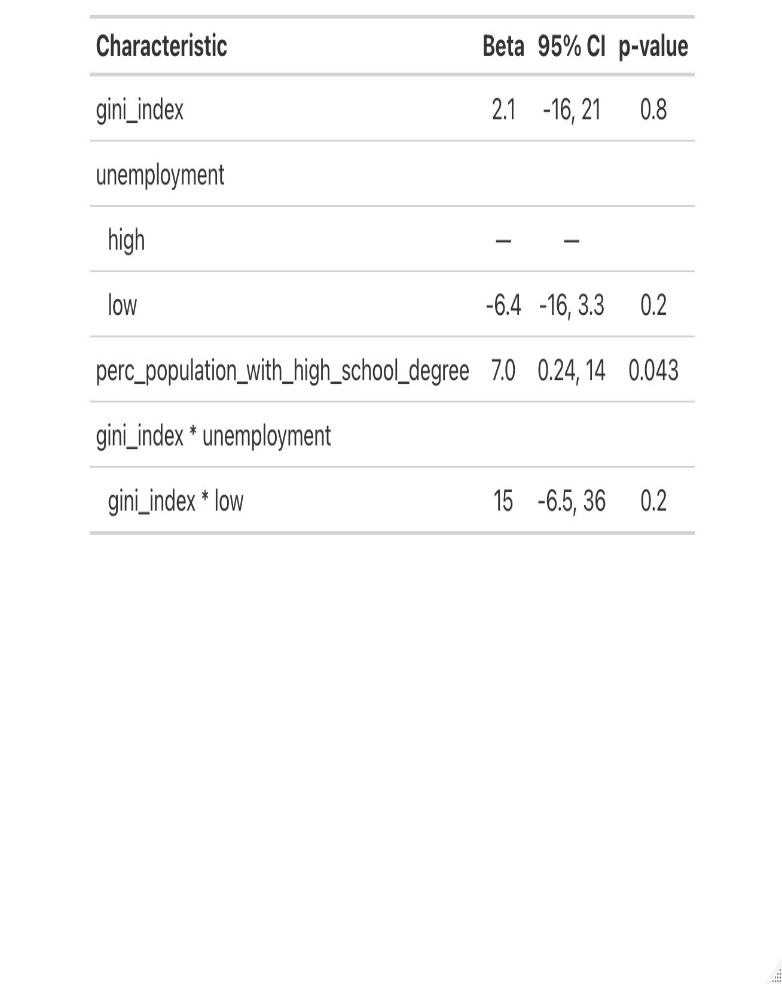 Characteristic Beta 95% CI p-value
gini_index 2.1 -16, 21 0.8
unemployment
high — —
low -6.4 -16, 3.3 0.2
perc_population_with_high_school_degree 7.0 0.24, 14 0.043
gini_index * unemployment
gini_index * low 15 -6.5, 36 0.2